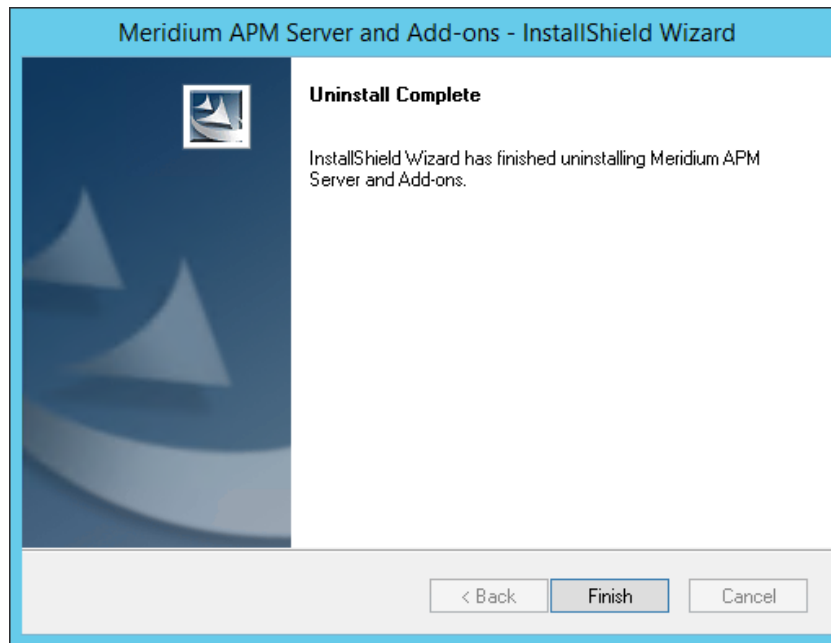 Meridium APM Server and Add-ons - InstallShield Wizard
Uninstall Complete
InstallShield Wizard has finished uninstalling Meridium APM
Server and Add-ons.
< Back
Finish
Cancel